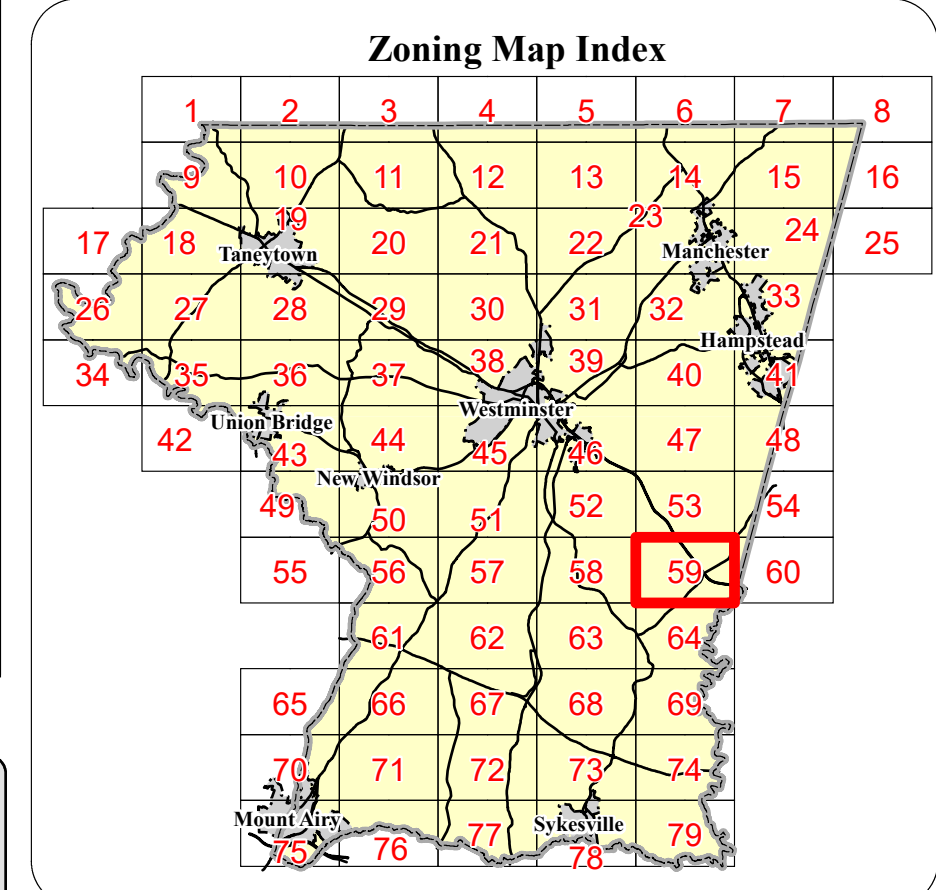 Zoning Map Index
1 2 3 4 5 6 7 8
9 10 11 12 13 14 15 16
17 18 19 20 21 22 23 24 25
Taneytown
Manchester
26 27 28 29 30 31 32 33
Hampstead
34 35 36 37 38 39 40 41
Westminster
Union Bridge
42 43 44 45 46 47 48
New Windsor
49 50 51 52 53 54
55 56 57 58 59 60
61 62 63 64
65 66 67 68 69
70 71 72 73 74
Mount Airy
Sykesville
75 76 77 78 79